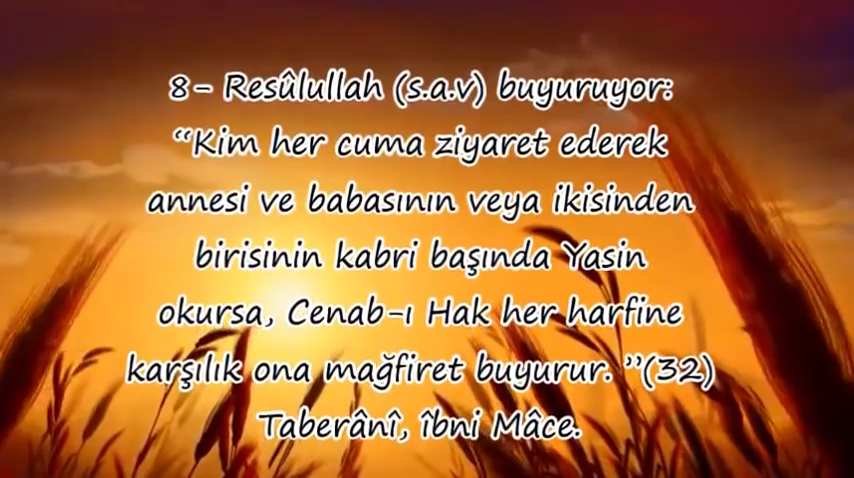 8- Resûlullah (s.a.v) buyuruyor:
“Kim her cuma ziyaret ederek
annesi ve babasının veya ikisinden
birisinin kabri başında Yasin
okursa, Cenab-ı Hak her harfine
karşılık ona mağfiret buyurur. ”(32)
Taberânî, îbni Mâce.